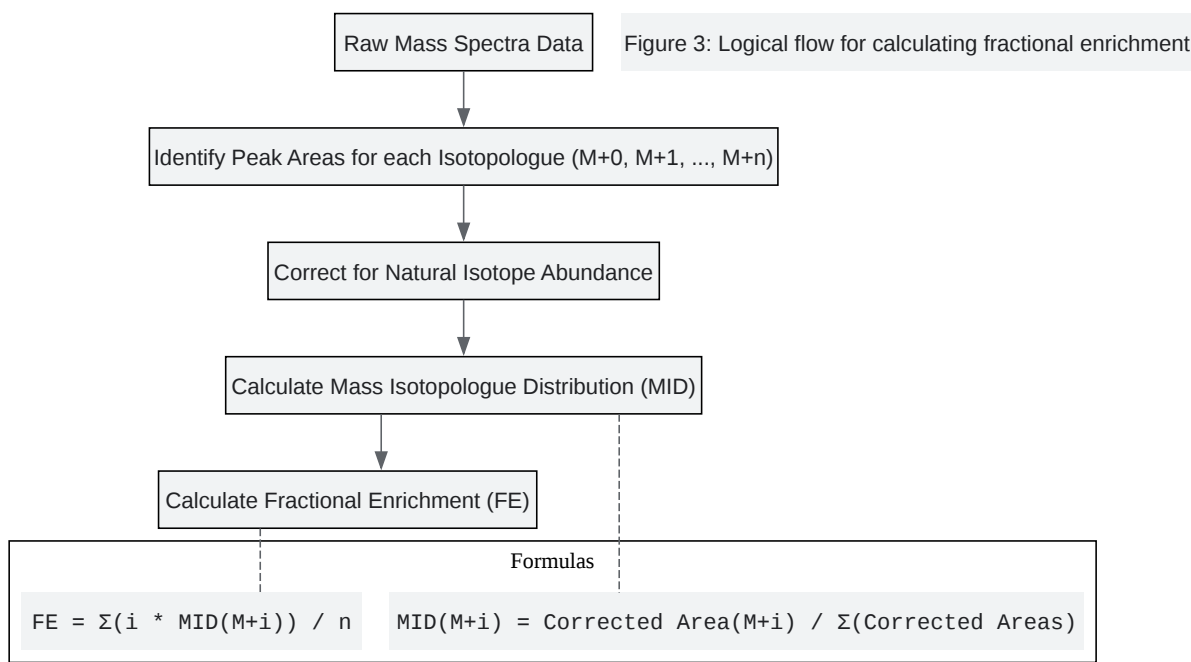 Raw Mass Spectra Data
Figure 3: Logical flow for calculating fractional enrichment
Identify Peak Areas for each Isotopologue (M+0, M+1, ..., M+n)
Correct for Natural Isotope Abundance
Calculate Mass Isotopologue Distribution (MID)
Calculate Fractional Enrichment (FE)
Formulas
FE = Σ(i * MID(M+i)) / n
MID(M+i) = Corrected Area(M+i) / Σ(Corrected Areas)